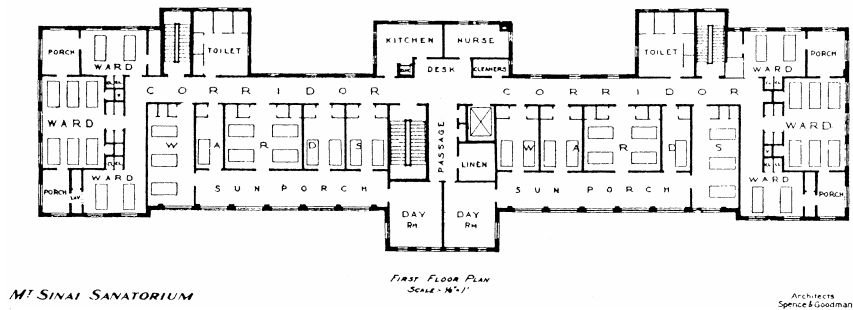 KITCHEN NURSE
PORCH WARD TOILET TOILET WARD PORCH
DESK CLEANERS
CORRIDOR CORRIDOR
WARD WARD
WARDS PASSAGE WARDS
LINEN
WARD WARD
PORCH LAV. SUN PORCH SUN PORCH PORCH
DAY RM DAY RM
FIRST FLOOR PLAN
SCALE - 1/8" = 1'
MT SINAI SANATORIUM
Architects
Spence & Goodman